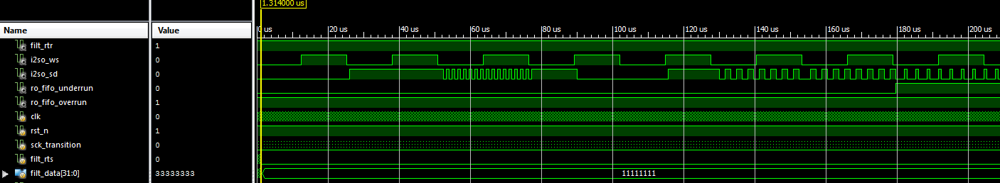 1.314000 us
Name Value 0 us 20 us 40 us 60 us 80 us 100 us 120 us 140 us 160 us 180 us 200 us
filt_rtr 1
i2so_ws 0
i2so_sd 0
ro_fifo_underrun 0
ro_fifo_overrun 1
clk 0
rst_n 1
sck_transition 0
filt_rts 0
filt_data[31:0] 33333333 11111111